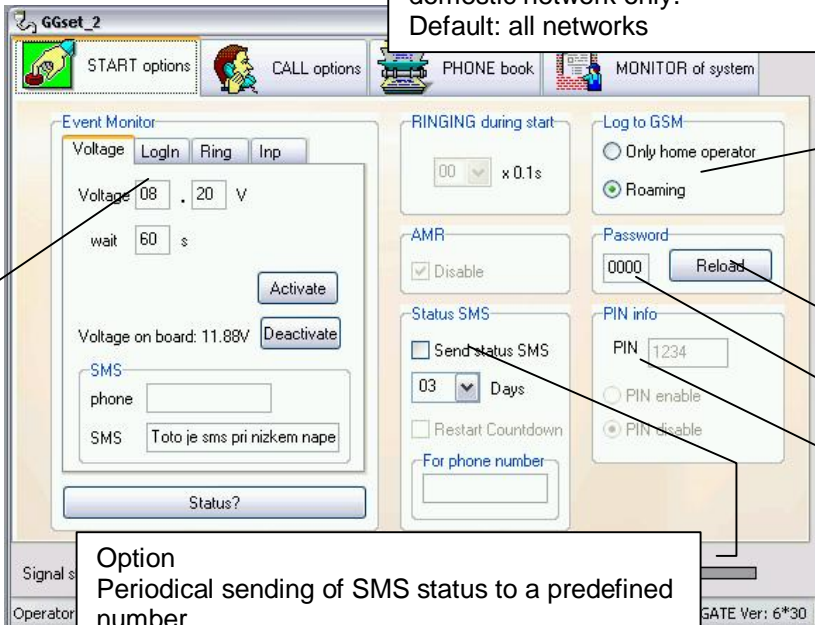 domestic network only.
Default: all networks
GGset_2
START options CALL options PHONE book MONITOR of system
Event Monitor
Voltage LogIn Ring Inp
Voltage 08 . 20 V
wait 60 s
Activate
Voltage on board: 11.88V Deactivate
SMS
phone
SMS Toto je sms pri nizkem nape
Status?
RINGING during start
00 x 0.1s
AMR
Disable
Status SMS
Send status SMS
03 Days
Restart Countdown
For phone number
Log to GSM
Only home operator
Roaming
Password
0000 Reload
PIN info
PIN 1234
PIN enable
PIN disable
Option
Periodical sending of SMS status to a predefined
number
Signal s
Operator
GATE Ver: 6*30